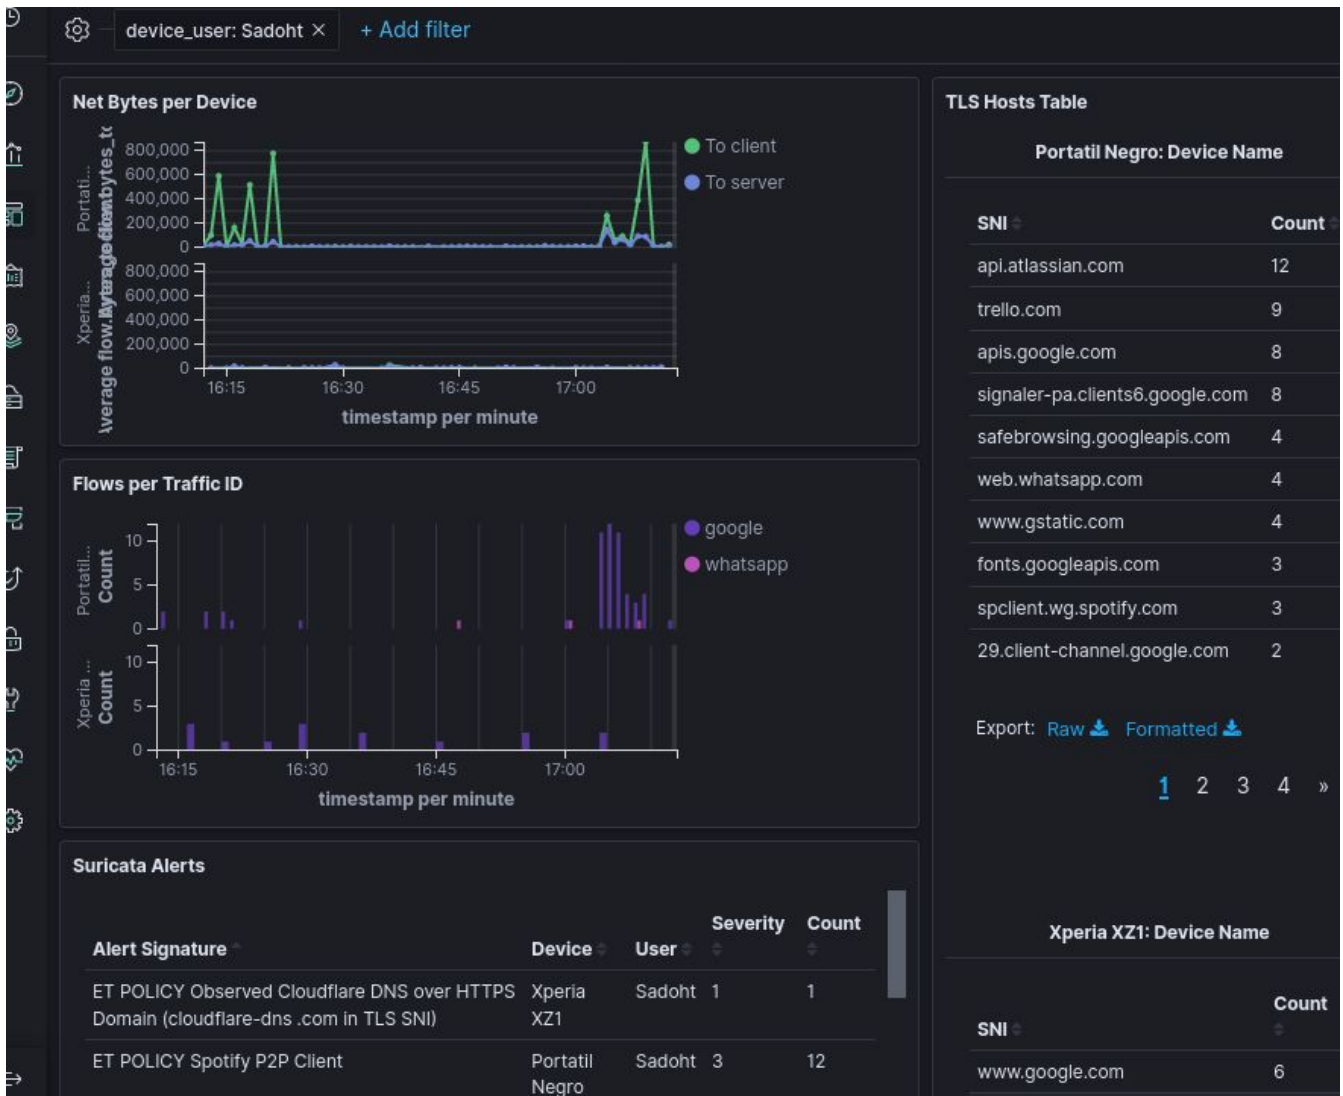 device_user: Sadoht ×
+ Add filter
Net Bytes per Device
800,000
600,000
400,000
200,000
0
Portati...
800,000
600,000
400,000
200,000
0
Xperia...
16:15 16:30 16:45 17:00
timestamp per minute
To client
To server
Flows per Traffic ID
10
5
0
Portatil...
Count
10
5
0
Xperia ...
Count
16:15 16:30 16:45 17:00
timestamp per minute
google
whatsapp
Suricata Alerts
Alert Signature Device User Severity Count
ET POLICY Observed Cloudflare DNS over HTTPS Xperia Sadoht 1 1
Domain (cloudflare-dns .com in TLS SNI) XZ1
ET POLICY Spotify P2P Client Portatil Sadoht 3 12
Negro
TLS Hosts Table
Portatil Negro: Device Name
SNI Count
api.atlassian.com 12
trello.com 9
apis.google.com 8
signaler-pa.clients6.google.com 8
safebrowsing.googleapis.com 4
web.whatsapp.com 4
www.gstatic.com 4
fonts.googleapis.com 3
spclient.wg.spotify.com 3
29.client-channel.google.com 2
Export: Raw Formatted
1 2 3 4 »
Xperia XZ1: Device Name
SNI Count
www.google.com 6